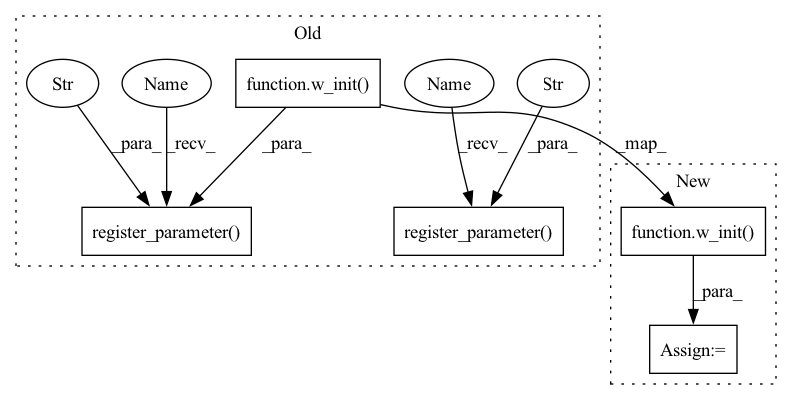 Old
Str
Name
function.w_init()
Name
Str
_para_
_recv_
_para_
_recv_
_para_
_map_
New
register_parameter()
register_parameter()
function.w_init()
_para_
Assign:=